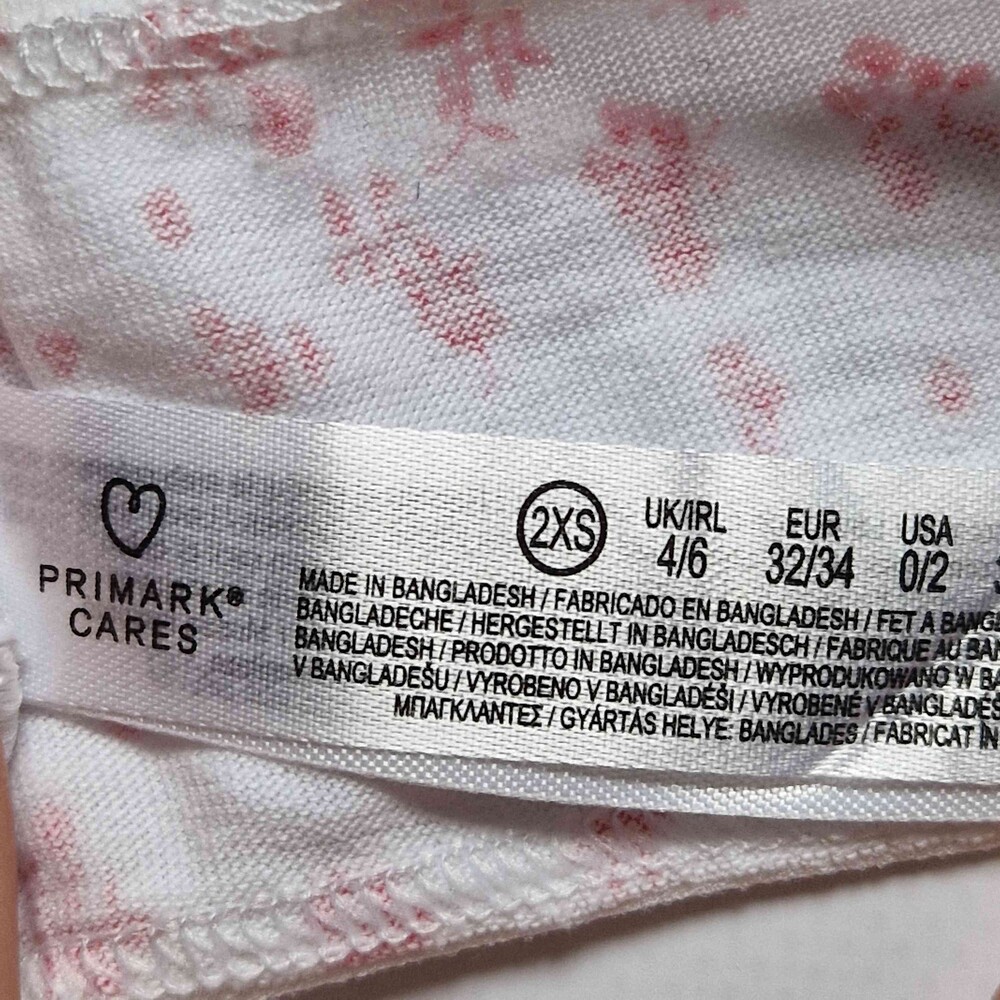 PRIMARK®
CARES
2XS
UK/IRL EUR USA
4/6 32/34 0/2
MADE IN BANGLADESH / FABRICADO EN BANGLADESH / FET A
BANGLADECHE / HERGESTELLT IN BANGLADESCH / FABRIQUE AU
BANGLADESH / PRODOTTO IN BANGLADESH / WYPRODUKOWANO W
V BANGLADEŠU / VYROBENO V BANGLADÉŠI / VYROBENÉ V
ΜΠΑΓΚΛΑΝΤΕΣ / GYÁRTÁS HELYE: BANGLADES / FABRICAT ÎN